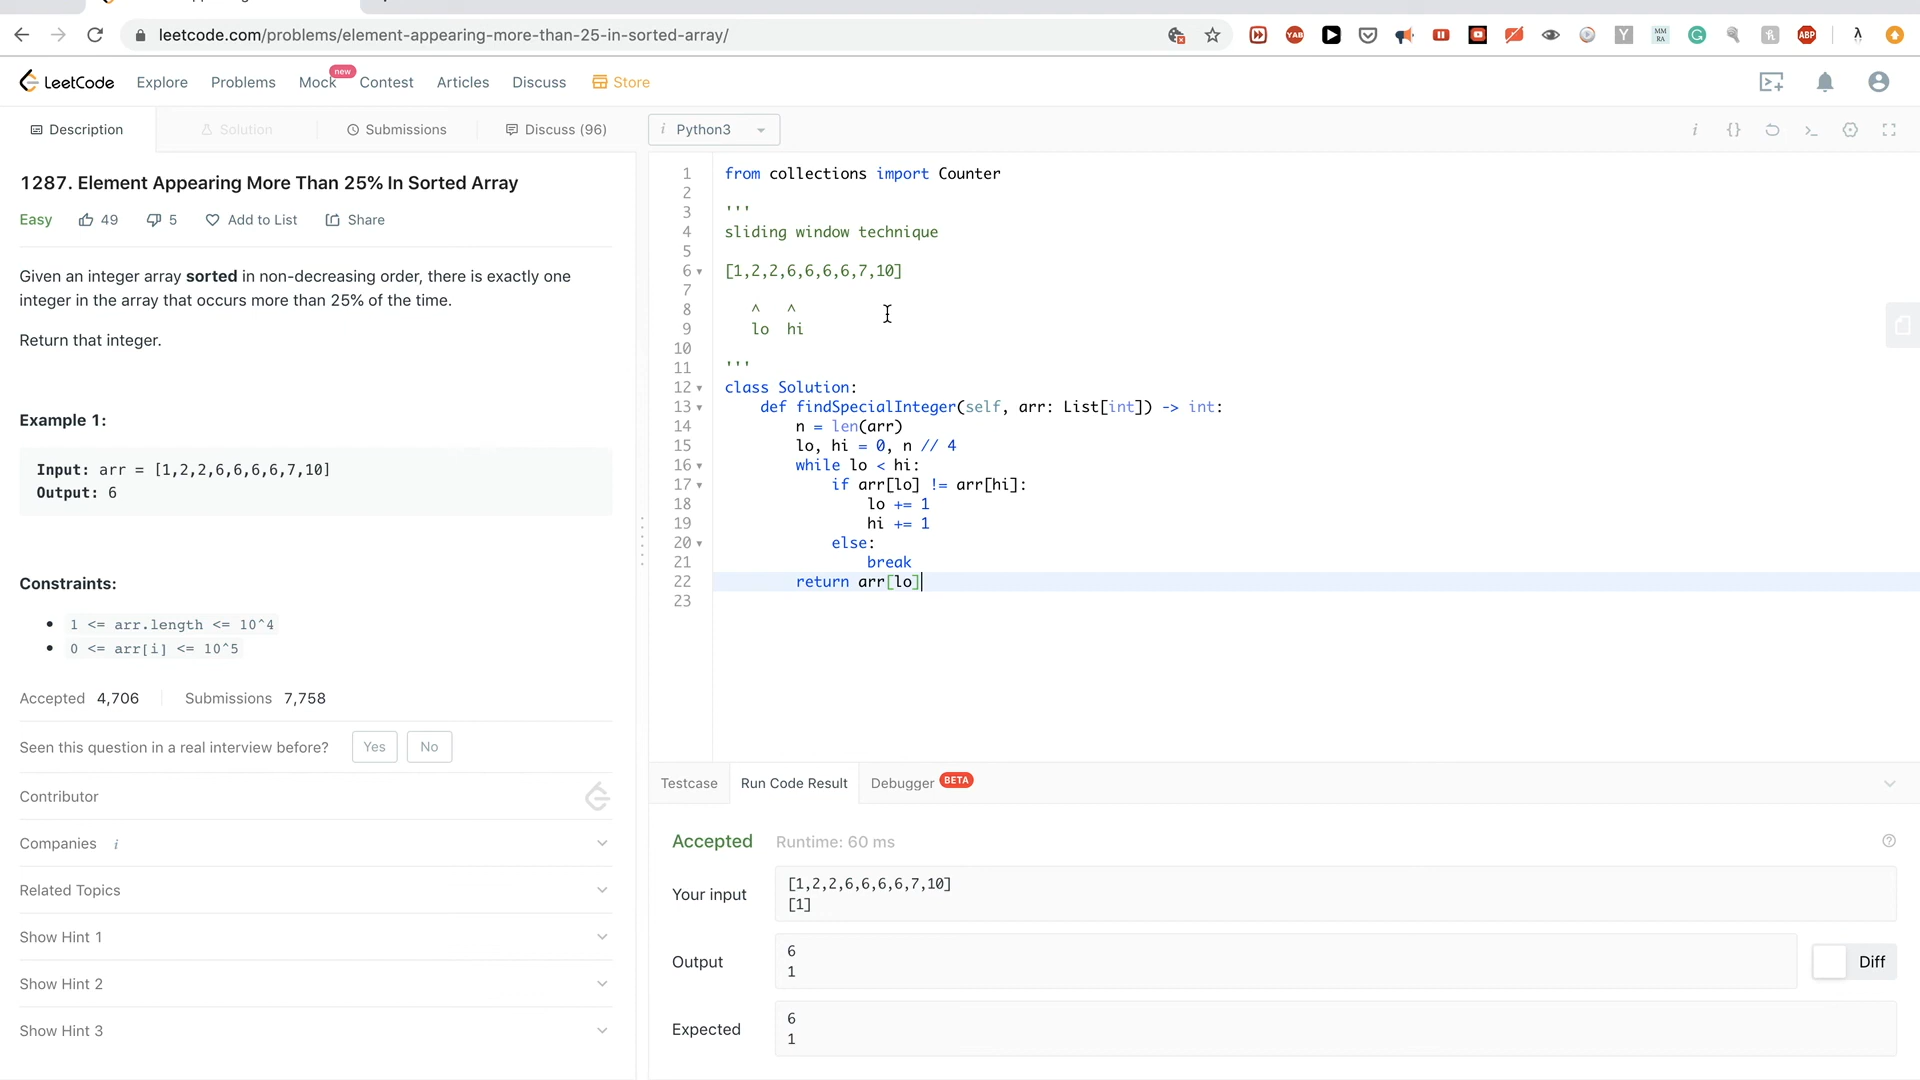 leetcode.com/problems/element-appearing-more-than-25-in-sorted-array/
YAB
Y
MM
RA
ABP
LeetCode
Explore
Problems
Mock
new
Contest
Articles
Discuss
Store
Description
Solution
Submissions
Discuss (96)
i Python3
i {} >_
1287. Element Appearing More Than 25% In Sorted Array
Easy 49 5 Add to List Share
Given an integer array sorted in non-decreasing order, there is exactly one
integer in the array that occurs more than 25% of the time.
Return that integer.
Example 1:
Input: arr = [1,2,2,6,6,6,6,7,10]
Output: 6
Constraints:
1 <= arr.length <= 10^4
0 <= arr[i] <= 10^5
Accepted 4,706 Submissions 7,758
Seen this question in a real interview before? Yes No
Contributor
Companies i
Related Topics
Show Hint 1
Show Hint 2
Show Hint 3
1 from collections import Counter
2
3 '''
4 sliding window technique
5
6 [1,2,2,6,6,6,6,7,10]
7
8 ^ ^
9 lo hi
10
11 '''
12 class Solution:
13 def findSpecialInteger(self, arr: List[int]) -> int:
14 n = len(arr)
15 lo, hi = 0, n // 4
16 while lo < hi:
17 if arr[lo] != arr[hi]:
18 lo += 1
19 hi += 1
20 else:
21 break
22 return arr[lo]
23
Testcase Run Code Result Debugger BETA
Accepted Runtime: 60 ms
Your input
[1,2,2,6,6,6,6,7,10]
[1]
Output
6
1
Diff
Expected
6
1